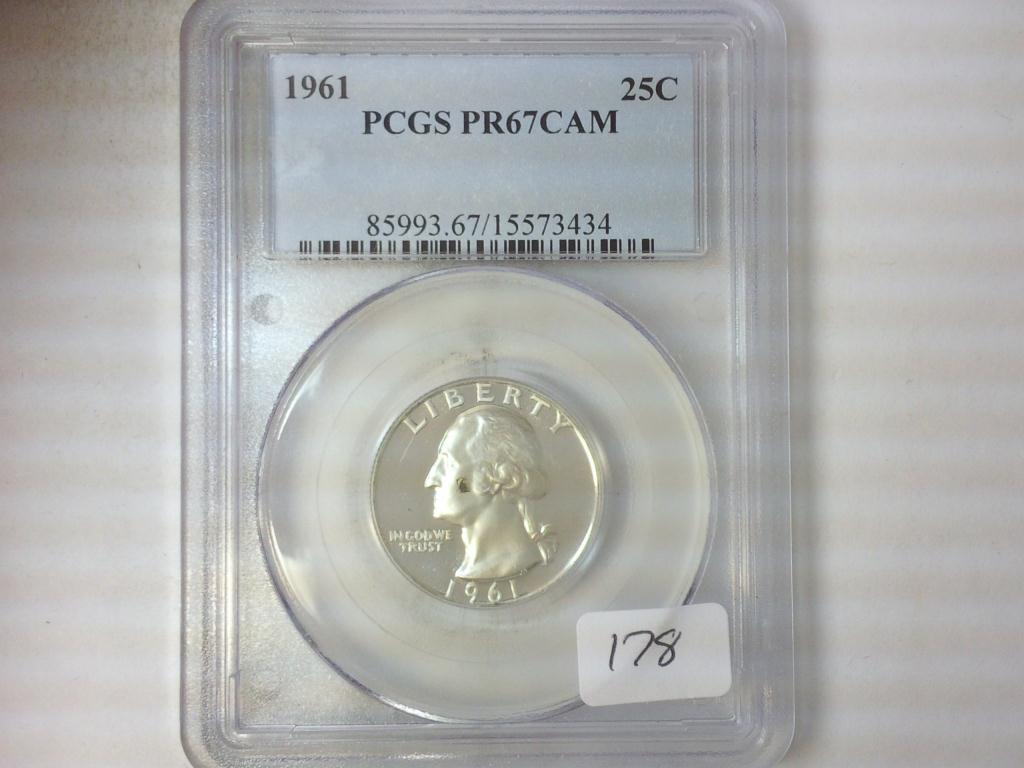 1961 25C
PCGS PR67CAM
85993.67/15573434
LIBERTY
IN GOD WE
TRUST
1961
178